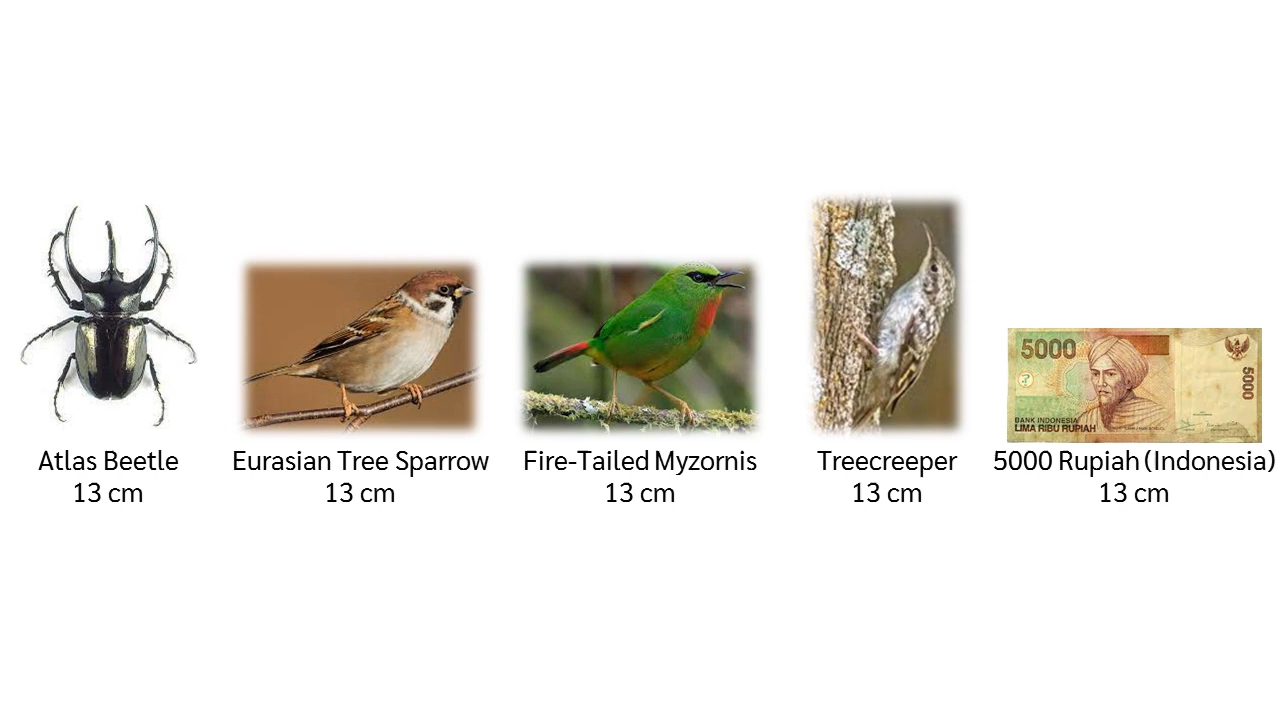 5000
5000
BANK INDONESIA
LIMA RIBU RUPIAH
Atlas Beetle
13 cm
Eurasian Tree Sparrow
13 cm
Fire-Tailed Myzornis
13 cm
Treecreeper
13 cm
5000 Rupiah (Indonesia)
13 cm